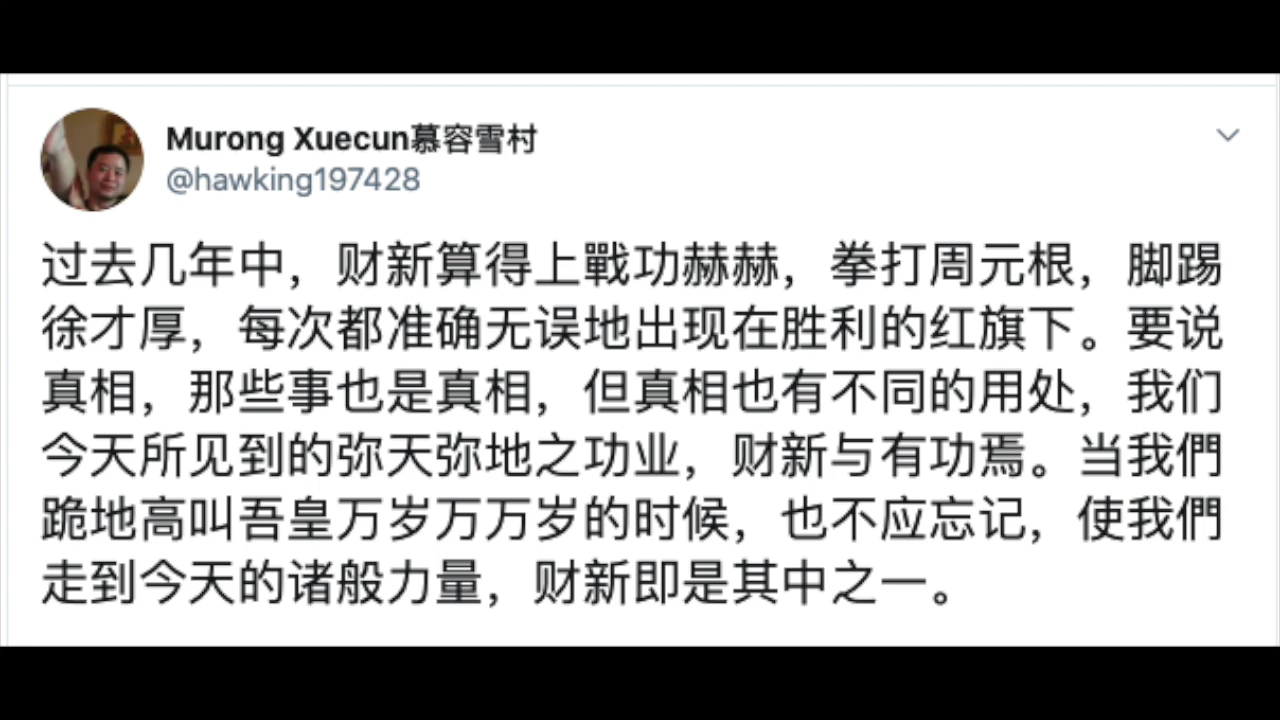 Murong Xuecun慕容雪村
@hawking197428
过去几年中，财新算得上戰功赫赫，拳打周元根，脚踢
徐才厚，每次都准确无误地出现在胜利的红旗下。要说
真相，那些事也是真相，但真相也有不同的用处，我们
今天所见到的弥天弥地之功业，财新与有功焉。当我們
跪地高叫吾皇万岁万万岁的时候，也不应忘记，使我們
走到今天的诸般力量，财新即是其中之一。